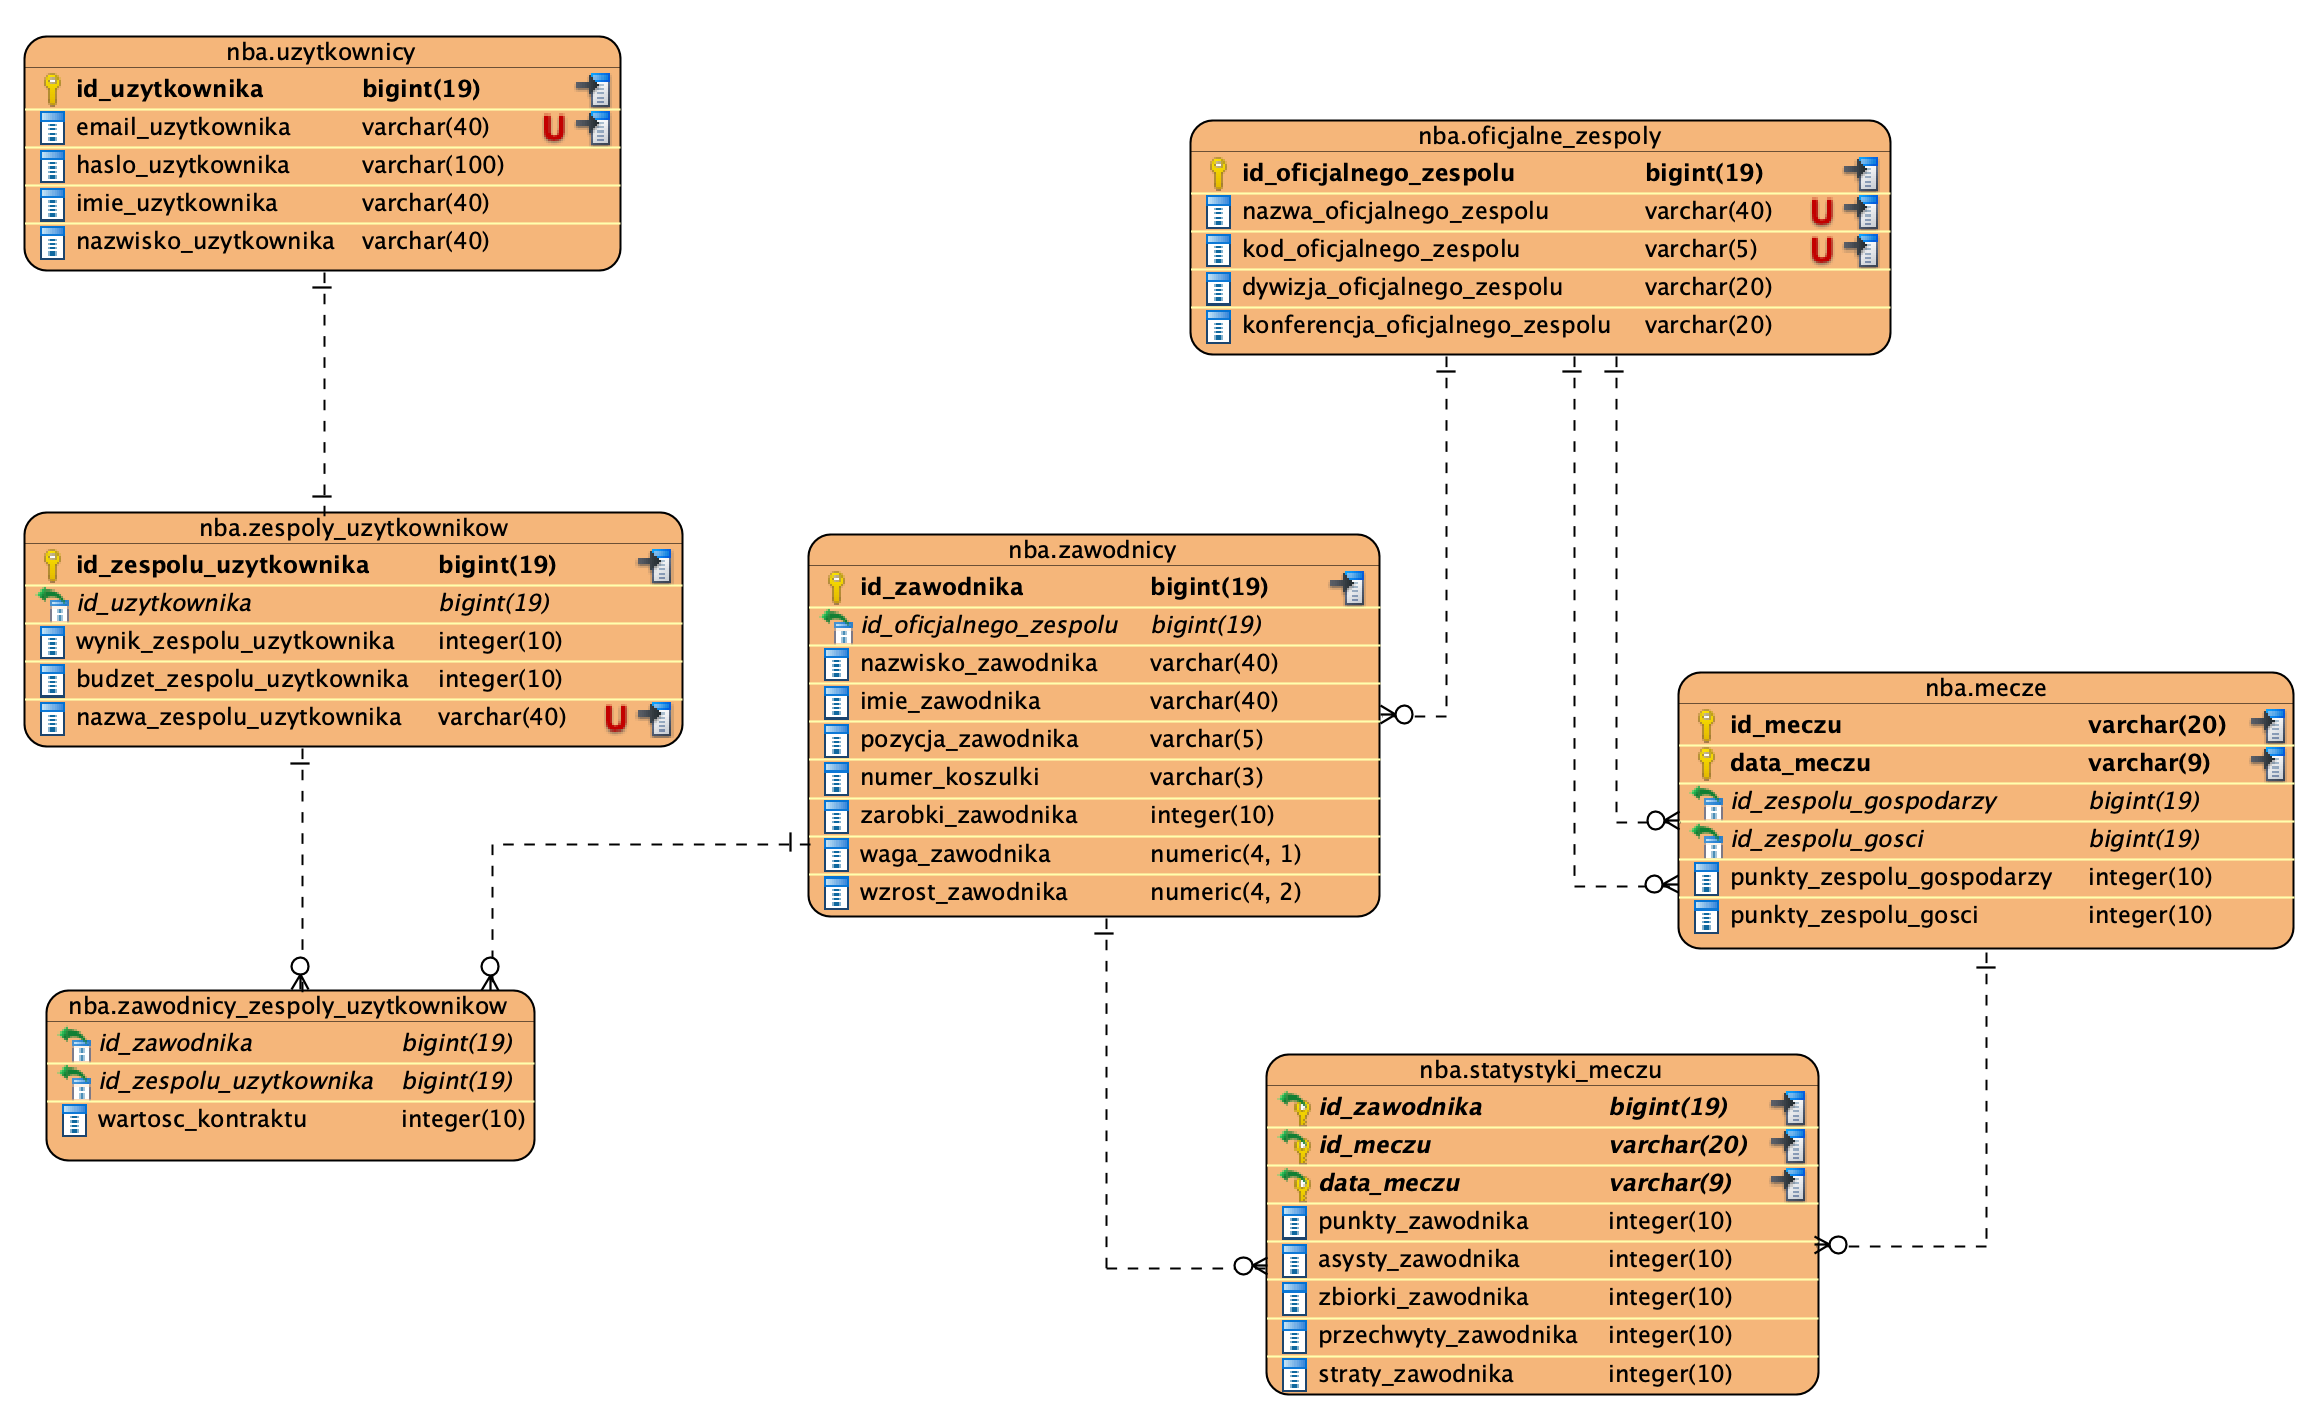 nba.uzytkownicy
id_uzytkownika bigint(19)
email_uzytkownika varchar(40) U
haslo_uzytkownika varchar(100)
imie_uzytkownika varchar(40)
nazwisko_uzytkownika varchar(40)
nba.oficjalne_zespoly
id_oficjalnego_zespolu bigint(19)
nazwa_oficjalnego_zespolu varchar(40) U
kod_oficjalnego_zespolu varchar(5) U
dywizja_oficjalnego_zespolu varchar(20)
konferencja_oficjalnego_zespolu varchar(20)
nba.zespoly_uzytkownikow
id_zespolu_uzytkownika bigint(19)
id_uzytkownika bigint(19)
wynik_zespolu_uzytkownika integer(10)
budzet_zespolu_uzytkownika integer(10)
nazwa_zespolu_uzytkownika varchar(40) U
nba.zawodnicy
id_zawodnika bigint(19)
id_oficjalnego_zespolu bigint(19)
nazwisko_zawodnika varchar(40)
imie_zawodnika varchar(40)
pozycja_zawodnika varchar(5)
numer_koszulki varchar(3)
zarobki_zawodnika integer(10)
waga_zawodnika numeric(4, 1)
wzrost_zawodnika numeric(4, 2)
nba.mecze
id_meczu varchar(20)
data_meczu varchar(9)
id_zespolu_gospodarzy bigint(19)
id_zespolu_gosci bigint(19)
punkty_zespolu_gospodarzy integer(10)
punkty_zespolu_gosci integer(10)
nba.zawodnicy_zespoly_uzytkownikow
id_zawodnika bigint(19)
id_zespolu_uzytkownika bigint(19)
wartosc_kontraktu integer(10)
nba.statystyki_meczu
id_zawodnika bigint(19)
id_meczu varchar(20)
data_meczu varchar(9)
punkty_zawodnika integer(10)
asysty_zawodnika integer(10)
zbiorki_zawodnika integer(10)
przechwyty_zawodnika integer(10)
straty_zawodnika integer(10)